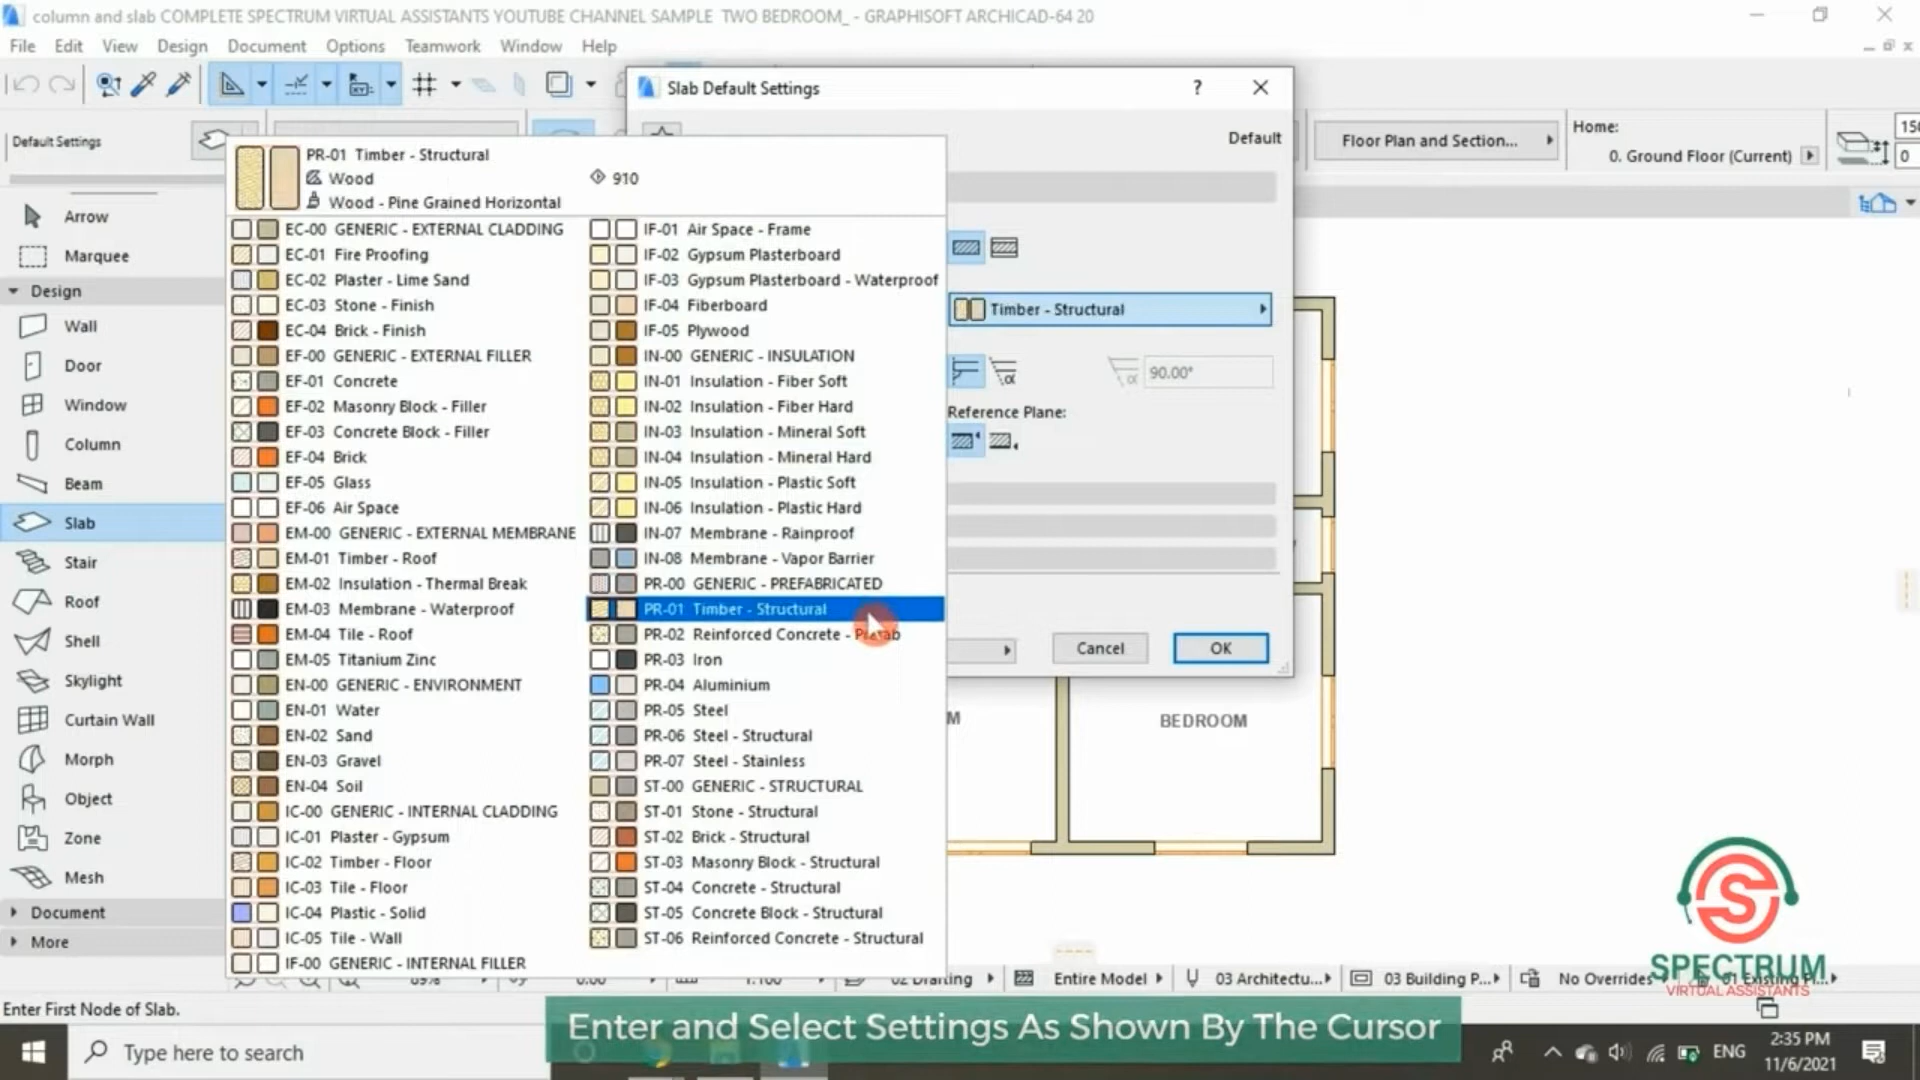 column and slab COMPLETE SPECTRUM VIRTUAL ASSISTANTS YOUTUBE CHANNEL SAMPLE  TWO BEDROOM_ - GRAPHISOFT ARCHICAD-64 20
File Edit View Design Document Options Teamwork Window Help
Slab Default Settings
?
Default Settings
Default
Floor Plan and Section...
Home:
0. Ground Floor (Current)
150
0
PR-01 Timber - Structural
Wood
910
Wood - Pine Grained Horizontal
Arrow
Marquee
Design
Wall
Door
Window
Column
Beam
Slab
Stair
Roof
Shell
Skylight
Curtain Wall
Morph
Object
Zone
Mesh
Document
More
EC-00 GENERIC - EXTERNAL CLADDING
EC-01 Fire Proofing
EC-02 Plaster - Lime Sand
EC-03 Stone - Finish
EC-04 Brick - Finish
EF-00 GENERIC - EXTERNAL FILLER
EF-01 Concrete
EF-02 Masonry Block - Filler
EF-03 Concrete Block - Filler
EF-04 Brick
EF-05 Glass
EF-06 Air Space
EM-00 GENERIC - EXTERNAL MEMBRANE
EM-01 Timber - Roof
EM-02 Insulation - Thermal Break
EM-03 Membrane - Waterproof
EM-04 Tile - Roof
EM-05 Titanium Zinc
EN-00 GENERIC - ENVIRONMENT
EN-01 Water
EN-02 Sand
EN-03 Gravel
EN-04 Soil
IC-00 GENERIC - INTERNAL CLADDING
IC-01 Plaster - Gypsum
IC-02 Timber - Floor
IC-03 Tile - Floor
IC-04 Plastic - Solid
IC-05 Tile - Wall
IF-00 GENERIC - INTERNAL FILLER
IF-01 Air Space - Frame
IF-02 Gypsum Plasterboard
IF-03 Gypsum Plasterboard - Waterproof
IF-04 Fiberboard
IF-05 Plywood
IN-00 GENERIC - INSULATION
IN-01 Insulation - Fiber Soft
IN-02 Insulation - Fiber Hard
IN-03 Insulation - Mineral Soft
IN-04 Insulation - Mineral Hard
IN-05 Insulation - Plastic Soft
IN-06 Insulation - Plastic Hard
IN-07 Membrane - Rainproof
IN-08 Membrane - Vapor Barrier
PR-00 GENERIC - PREFABRICATED
PR-01 Timber - Structural
PR-02 Reinforced Concrete - Prefab
PR-03 Iron
PR-04 Aluminium
PR-05 Steel
PR-06 Steel - Structural
PR-07 Steel - Stainless
ST-00 GENERIC - STRUCTURAL
ST-01 Stone - Structural
ST-02 Brick - Structural
ST-03 Masonry Block - Structural
ST-04 Concrete - Structural
ST-05 Concrete Block - Structural
ST-06 Reinforced Concrete - Structural
Timber - Structural
90.00°
Reference Plane:
Cancel
OK
M
BEDROOM
SPECTRUM
VIRTUAL ASSISTANTS
02 Drafting
Entire Model
03 Architectu...
03 Building P...
No Overrides
Enter First Node of Slab.
Enter and Select Settings As Shown By The Cursor
Type here to search
ENG
2:35 PM
11/6/2021